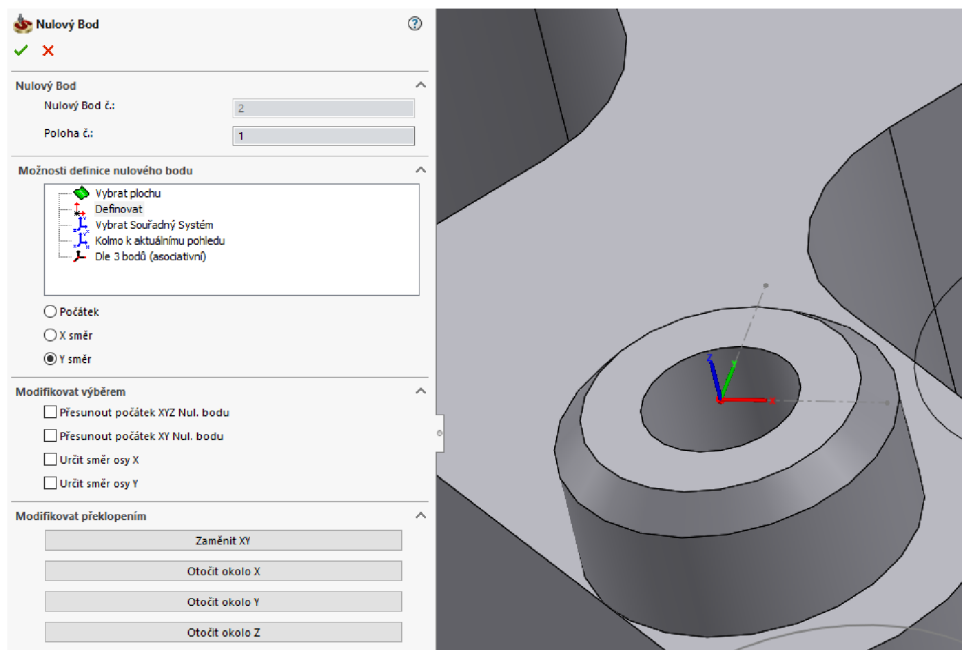 Nulový Bod
Nulový Bod
Nulový Bod č.: 2
Poloha č.: 1
Možnosti definice nulového bodu
Vybrat plochu
Definovat
Vybrat Souřadný Systém
Kolmo k aktuálnímu pohledu
Dle 3 bodů (asociativní)
Počátek
X směr
Y směr
Modifikovat výběrem
Přesunout počátek XYZ Nul. bodu
Přesunout počátek XY Nul. bodu
Určit směr osy X
Určit směr osy Y
Modifikovat překlopením
Zaměnit XY
Otočit okolo X
Otočit okolo Y
Otočit okolo Z
Z Y
X